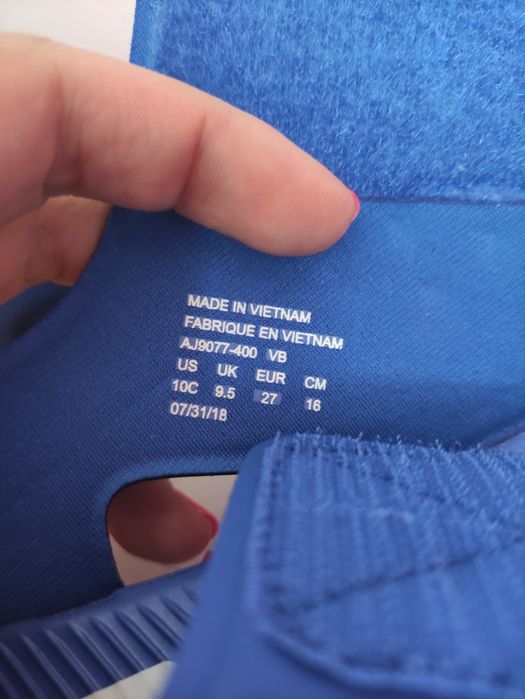 MADE IN VIETNAM
FABRIQUE EN VIETNAM
AJ9077-400 VB
US UK EUR CM
10C 9.5 27 16
07/31/18